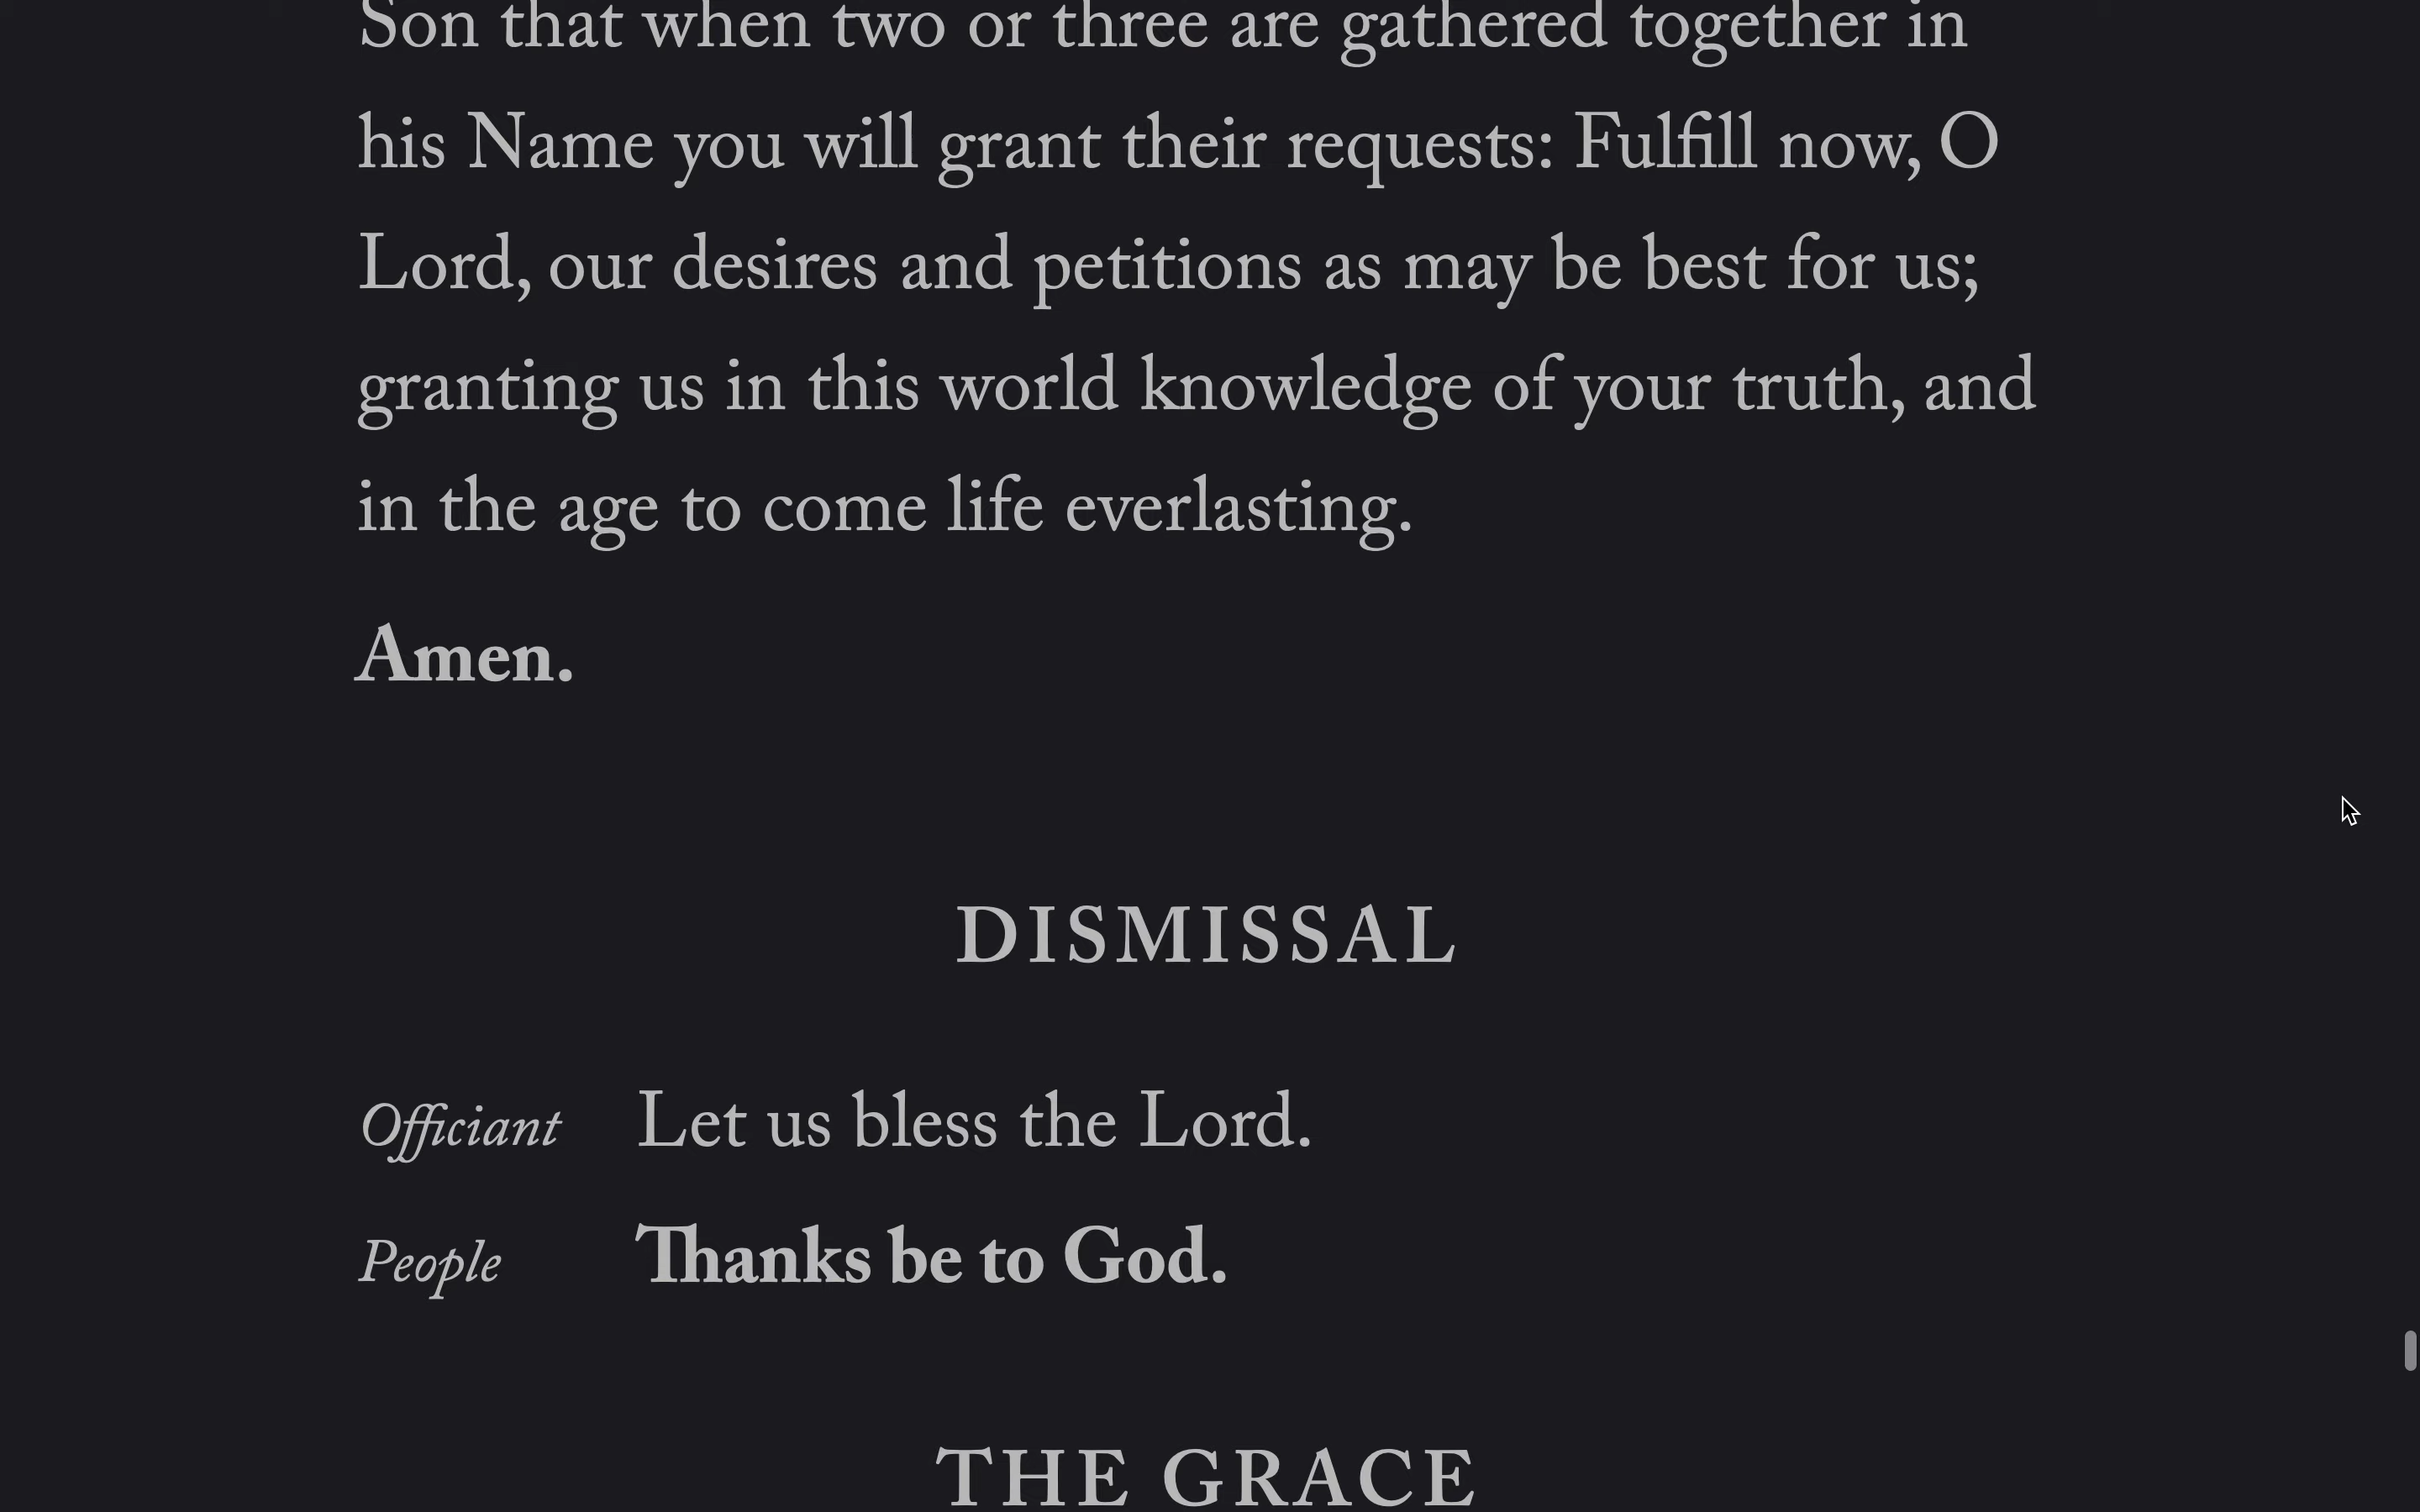 Son that when two or three are gathered together in
his Name you will grant their requests: Fulfill now, O
Lord, our desires and petitions as may be best for us;
granting us in this world knowledge of your truth, and
in the age to come life everlasting.
Amen.
DISMISSAL
Officiant Let us bless the Lord.
People Thanks be to God.
THE GRACE